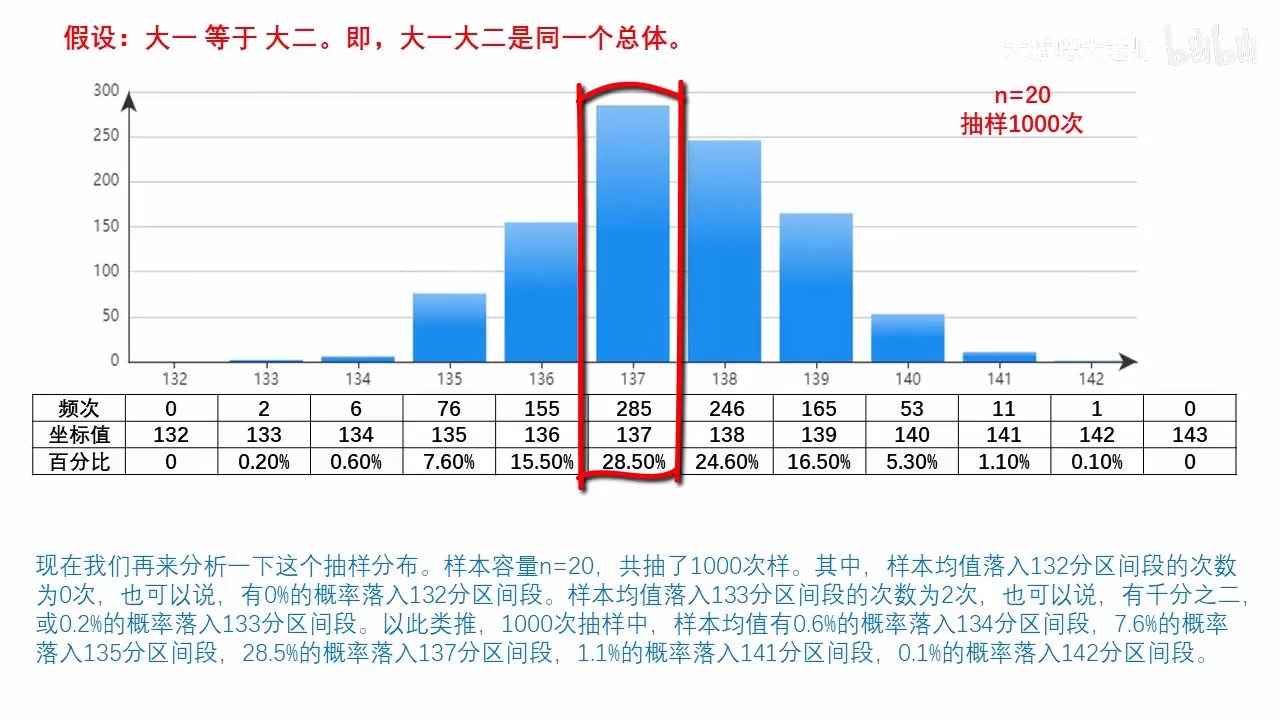 假设：大一 等于 大二。即，大一大二是同一个总体。
bilibili
n=20
抽样1000次
300
250
200
150
100
50
0
132 133 134 135 136 137 138 139 140 141 142
频次 0 2 6 76 155 285 246 165 53 11 1 0
坐标值 132 133 134 135 136 137 138 139 140 141 142 143
百分比 0 0.20% 0.60% 7.60% 15.50% 28.50% 24.60% 16.50% 5.30% 1.10% 0.10% 0
现在我们再来分析一下这个抽样分布。样本容量n=20，共抽了1000次样。其中，样本均值落入132分区间段的次数
为0次，也可以说，有0%的概率落入132分区间段。样本均值落入133分区间段的次数为2次，也可以说，有千分之二，
或0.2%的概率落入133分区间段。以此类推，1000次抽样中，样本均值有0.6%的概率落入134分区间段，7.6%的概率
落入135分区间段，28.5%的概率落入137分区间段，1.1%的概率落入141分区间段，0.1%的概率落入142分区间段。